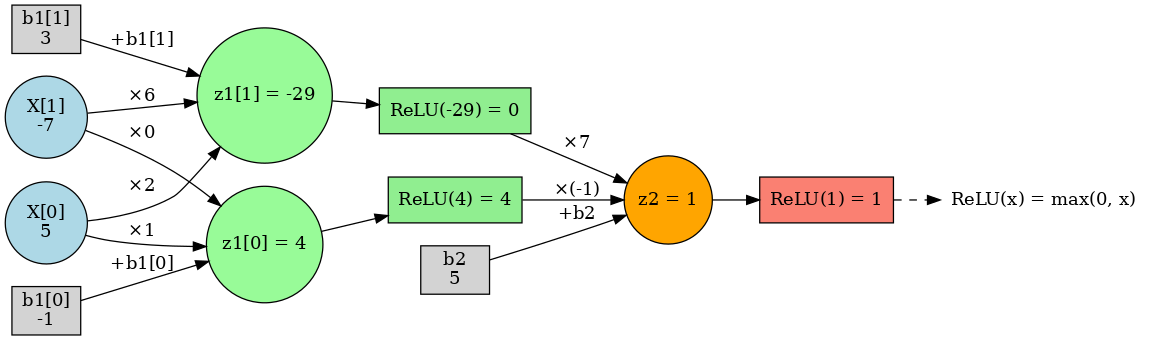 b1[1]
3
+b1[1]
X[1]
-7
×6
×0
z1[1] = -29
ReLU(-29) = 0
×7
X[0]
5
×2
×1
z1[0] = 4
ReLU(4) = 4
×(-1)
+b2
z2 = 1
ReLU(1) = 1
ReLU(x) = max(0, x)
b1[0]
-1
+b1[0]
b2
5